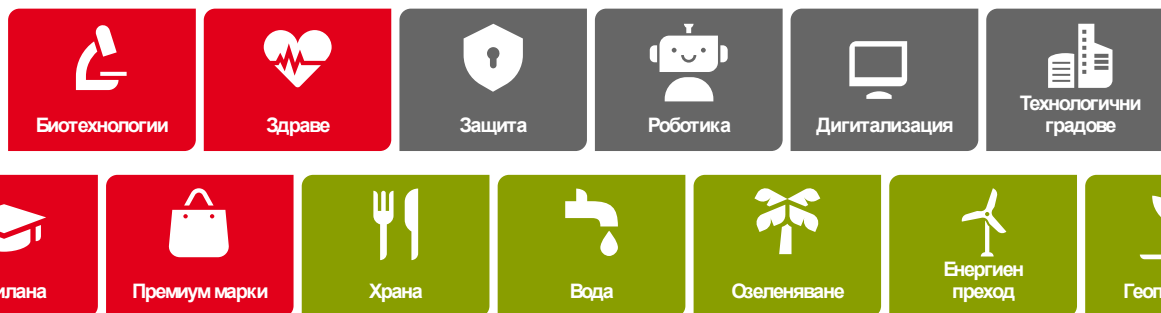 Биотехнологии
Здраве
Защита
Роботика
Дигитализация
Технологични
градове
Премиум марки
Храна
Вода
Озеленяване
Енергиен
преход